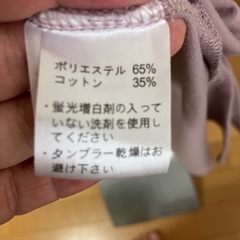 ポリエステル 65%
コットン 35%
・蛍光増白剤の入って
いない洗剤を使用し
てください
・タンブラー乾燥はお
避け下さい